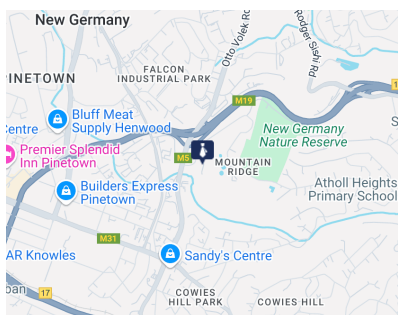 New Germany
Otto Volek Ro
Rodger Sishi Rd
FALCON
INDUSTRIAL PARK
PINETOWN
M19
Bluff Meat
Supply Henwood
Centre
New Germany
Nature Reserve
Premier Splendid
Inn Pinetown
M5
MOUNTAIN
RIDGE
Atholl Heights
Primary School
Builders Express
Pinetown
M31
AR Knowles
Sandy's Centre
ban
17
COWIES
HILL PARK
COWIES HILL